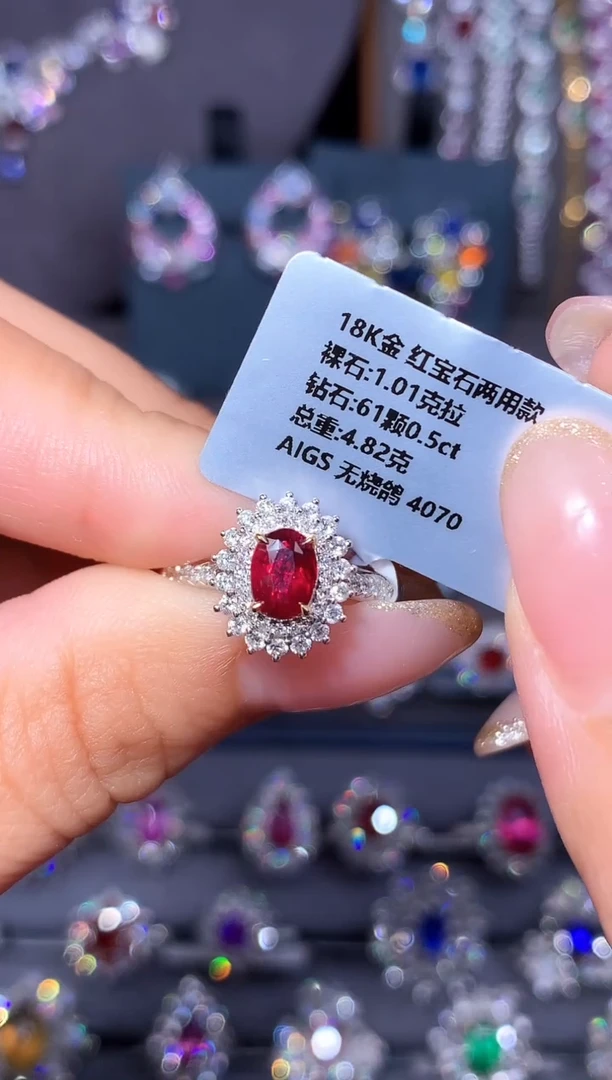 18K金 红宝石两用款
裸石:1.01克拉
钻石:61颗0.5ct
总重:4.82克
AIGS 无烧鸽 4070